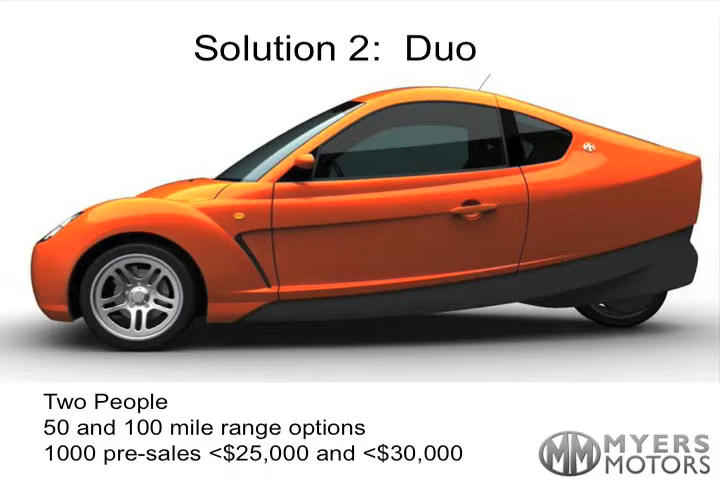 Solution 2:  Duo
Two People
50 and 100 mile range options
1000 pre-sales <$25,000 and <$30,000
MM MYERS
MOTORS